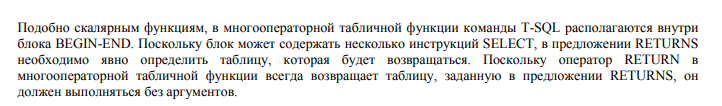 Подобно скалярным функциям, в многооператорной табличной функции команды T-SQL располагаются внутри
блока BEGIN-END. Поскольку блок может содержать несколько инструкций SELECT, в предложении RETURNS
необходимо явно определить таблицу, которая будет возвращаться. Поскольку оператор RETURN в
многооператорной табличной функции всегда возвращает таблицу, заданную в предложении RETURNS, он
должен выполняться без аргументов.